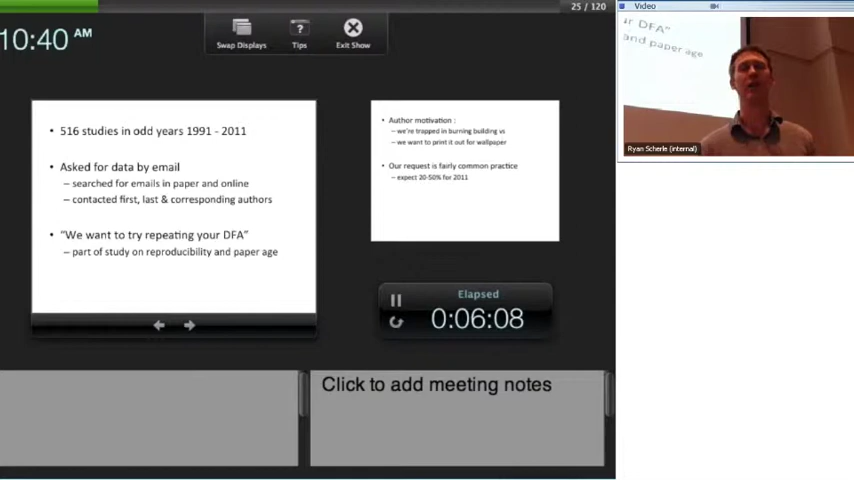 25 / 120
Video
10:40 AM
Swap Displays
Tips
Exit Show
DFA"
and paper age
Ryan Scherle (internal)
• 516 studies in odd years 1991 - 2011
• Asked for data by email
– searched for emails in paper and online
– contacted first, last & corresponding authors
• "We want to try repeating your DFA"
– part of study on reproducibility and paper age
• Author motivation :
– we're trapped in burning building vs
– we want to print it out for wallpaper
• Our request is fairly common practice
– expect 20-50% for 2011
Elapsed
0:06:08
Click to add meeting notes